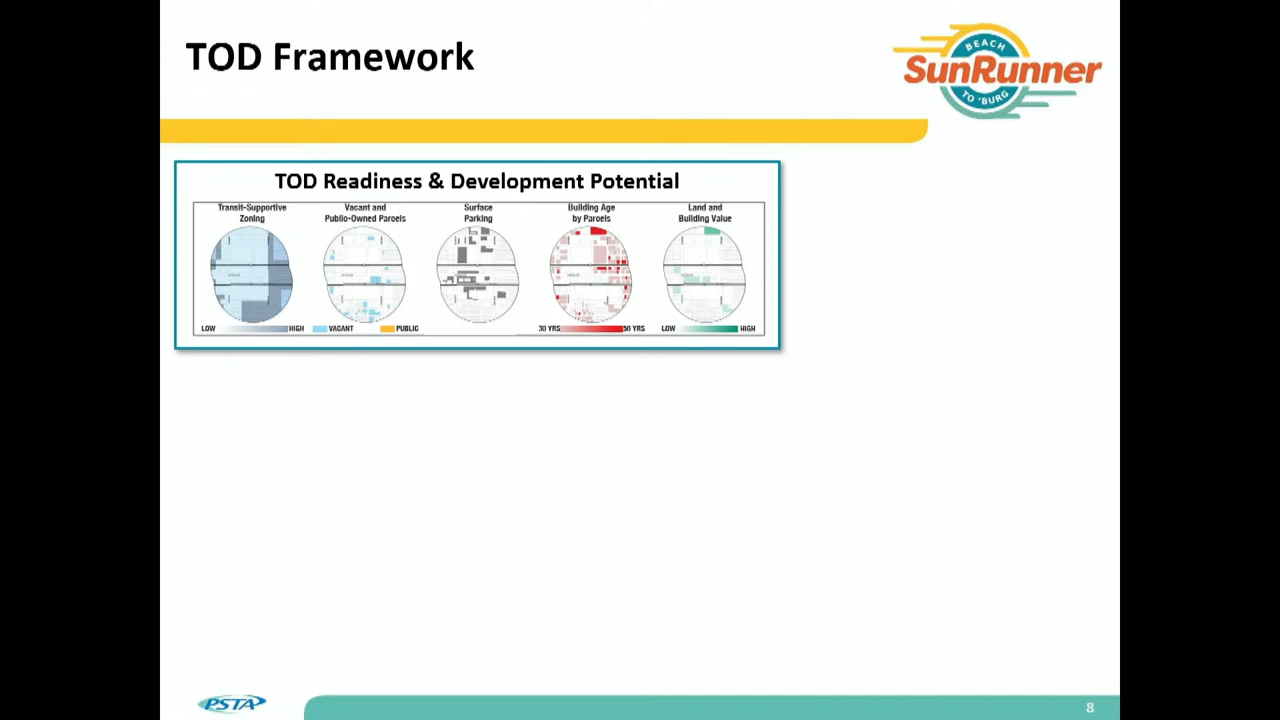 TOD Framework
BEACH
SunRunner
TO 'BURG
TOD Readiness & Development Potential
Transit-Supportive
Zoning
Vacant and
Public-Owned Parcels
Surface
Parking
Building Age
by Parcels
Land and
Building Value
LOW
HIGH
VACANT
PUBLIC
30 YRS
50 YRS
LOW
HIGH
PSTA
8